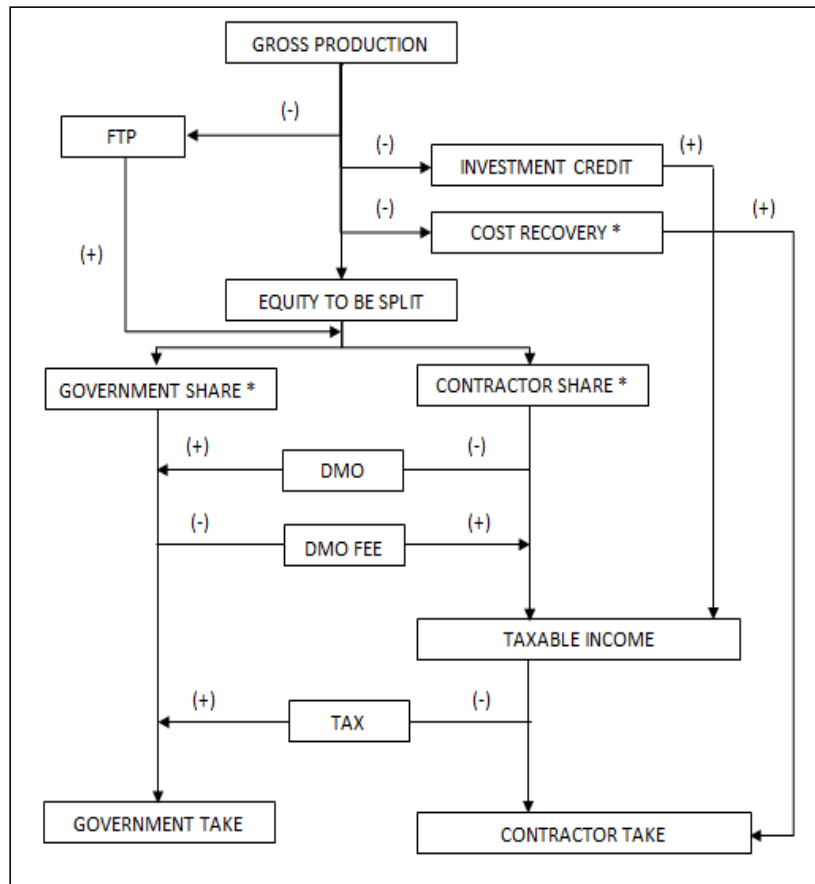 GROSS PRODUCTION
(-)
FTP
(-)
INVESTMENT CREDIT
(+)
(-)
COST RECOVERY *
(+)
(+)
EQUITY TO BE SPLIT
GOVERNMENT SHARE *
CONTRACTOR SHARE *
(+)
DMO
(-)
(-)
DMO FEE
(+)
TAXABLE INCOME
(+)
TAX
(-)
GOVERNMENT TAKE
CONTRACTOR TAKE